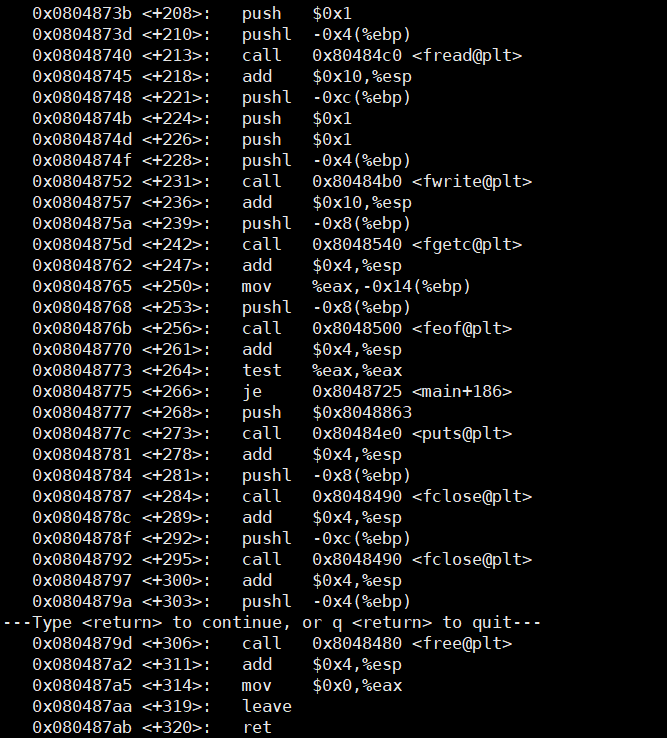 0x0804873b <+208>: push $0x1
0x0804873d <+210>: pushl -0x4(%ebp)
0x08048740 <+213>: call 0x80484c0 <fread@plt>
0x08048745 <+218>: add $0x10,%esp
0x08048748 <+221>: pushl -0xc(%ebp)
0x0804874b <+224>: push $0x1
0x0804874d <+226>: push $0x1
0x0804874f <+228>: pushl -0x4(%ebp)
0x08048752 <+231>: call 0x80484b0 <fwrite@plt>
0x08048757 <+236>: add $0x10,%esp
0x0804875a <+239>: pushl -0x8(%ebp)
0x0804875d <+242>: call 0x8048540 <fgetc@plt>
0x08048762 <+247>: add $0x4,%esp
0x08048765 <+250>: mov %eax,-0x14(%ebp)
0x08048768 <+253>: pushl -0x8(%ebp)
0x0804876b <+256>: call 0x8048500 <feof@plt>
0x08048770 <+261>: add $0x4,%esp
0x08048773 <+264>: test %eax,%eax
0x08048775 <+266>: je 0x8048725 <main+186>
0x08048777 <+268>: push $0x8048863
0x0804877c <+273>: call 0x80484e0 <puts@plt>
0x08048781 <+278>: add $0x4,%esp
0x08048784 <+281>: pushl -0x8(%ebp)
0x08048787 <+284>: call 0x8048490 <fclose@plt>
0x0804878c <+289>: add $0x4,%esp
0x0804878f <+292>: pushl -0xc(%ebp)
0x08048792 <+295>: call 0x8048490 <fclose@plt>
0x08048797 <+300>: add $0x4,%esp
0x0804879a <+303>: pushl -0x4(%ebp)
---Type <return> to continue, or q <return> to quit---
0x0804879d <+306>: call 0x8048480 <free@plt>
0x080487a2 <+311>: add $0x4,%esp
0x080487a5 <+314>: mov $0x0,%eax
0x080487aa <+319>: leave
0x080487ab <+320>: ret